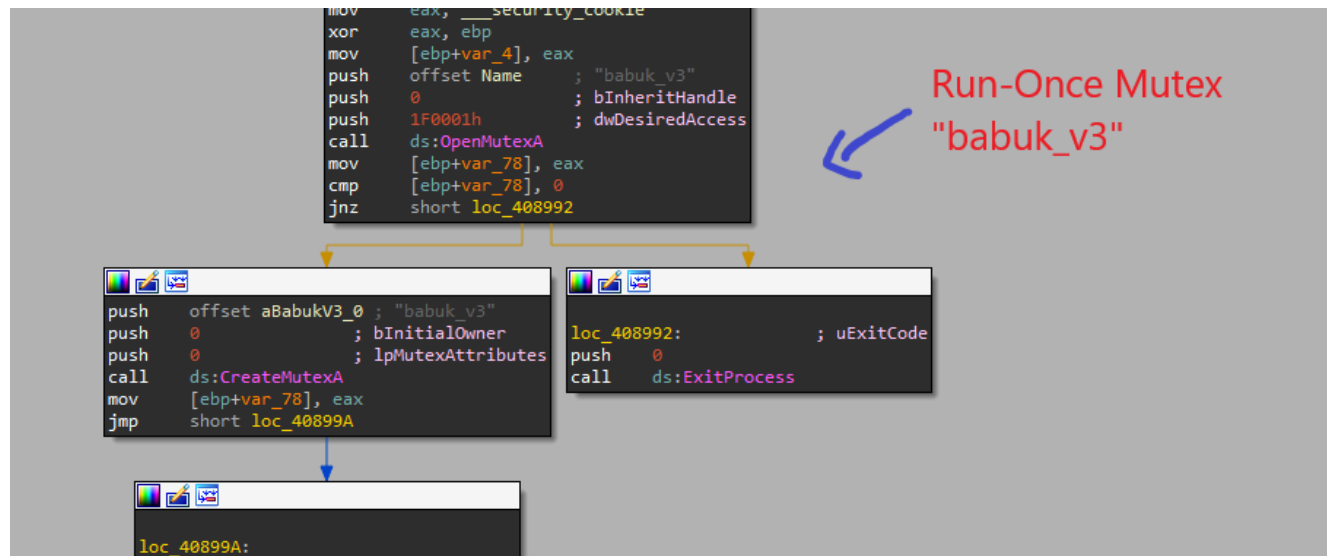 mov eax, ___security_cookie
xor eax, ebp
mov [ebp+var_4], eax
push offset Name ; "babuk_v3"
push 0 ; bInheritHandle
push 1F0001h ; dwDesiredAccess
call ds:OpenMutexA
mov [ebp+var_78], eax
cmp [ebp+var_78], 0
jnz short loc_408992
Run-Once Mutex
"babuk_v3"
push offset aBabukV3_0 ; "babuk_v3"
push 0 ; bInitialOwner
push 0 ; lpMutexAttributes
call ds:CreateMutexA
mov [ebp+var_78], eax
jmp short loc_40899A
loc_408992: ; uExitCode
push 0
call ds:ExitProcess
loc_40899A: